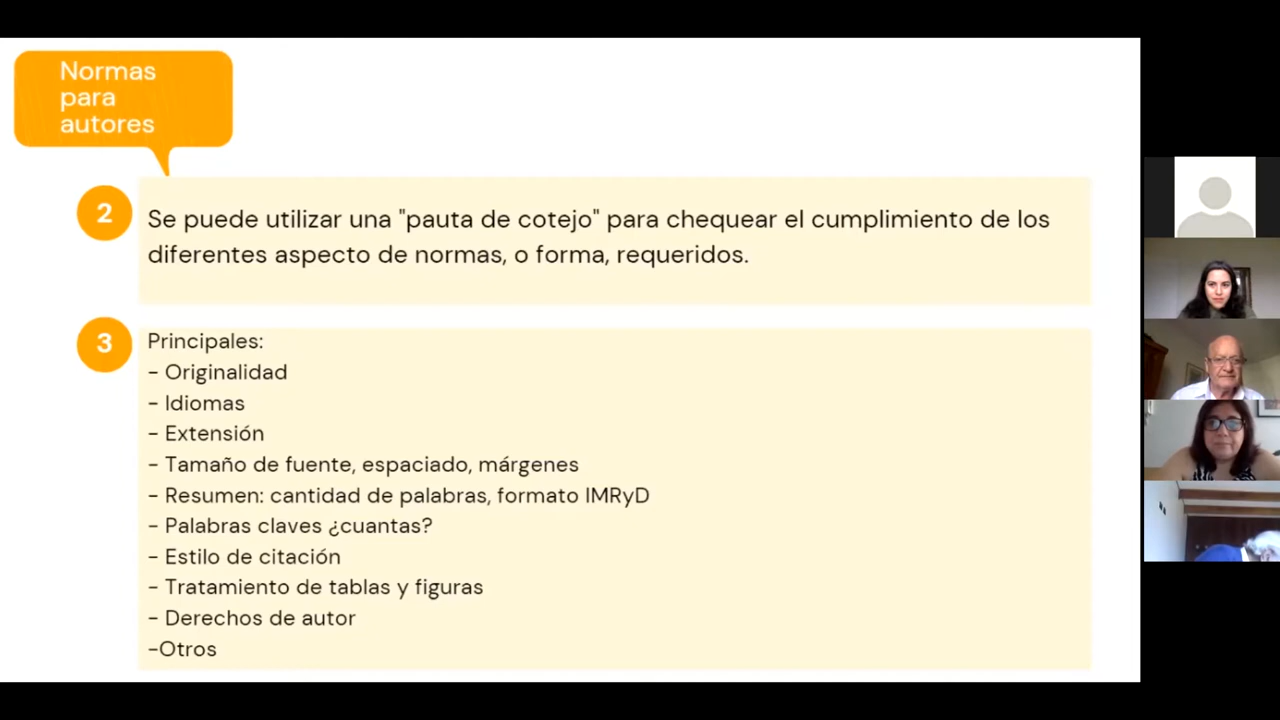 Normas
para
autores
2
Se puede utilizar una "pauta de cotejo" para chequear el cumplimiento de los
diferentes aspecto de normas, o forma, requeridos.
3
Principales:
- Originalidad
- Idiomas
- Extensión
- Tamaño de fuente, espaciado, márgenes
- Resumen: cantidad de palabras, formato IMRyD
- Palabras claves ¿cuantas?
- Estilo de citación
- Tratamiento de tablas y figuras
- Derechos de autor
-Otros